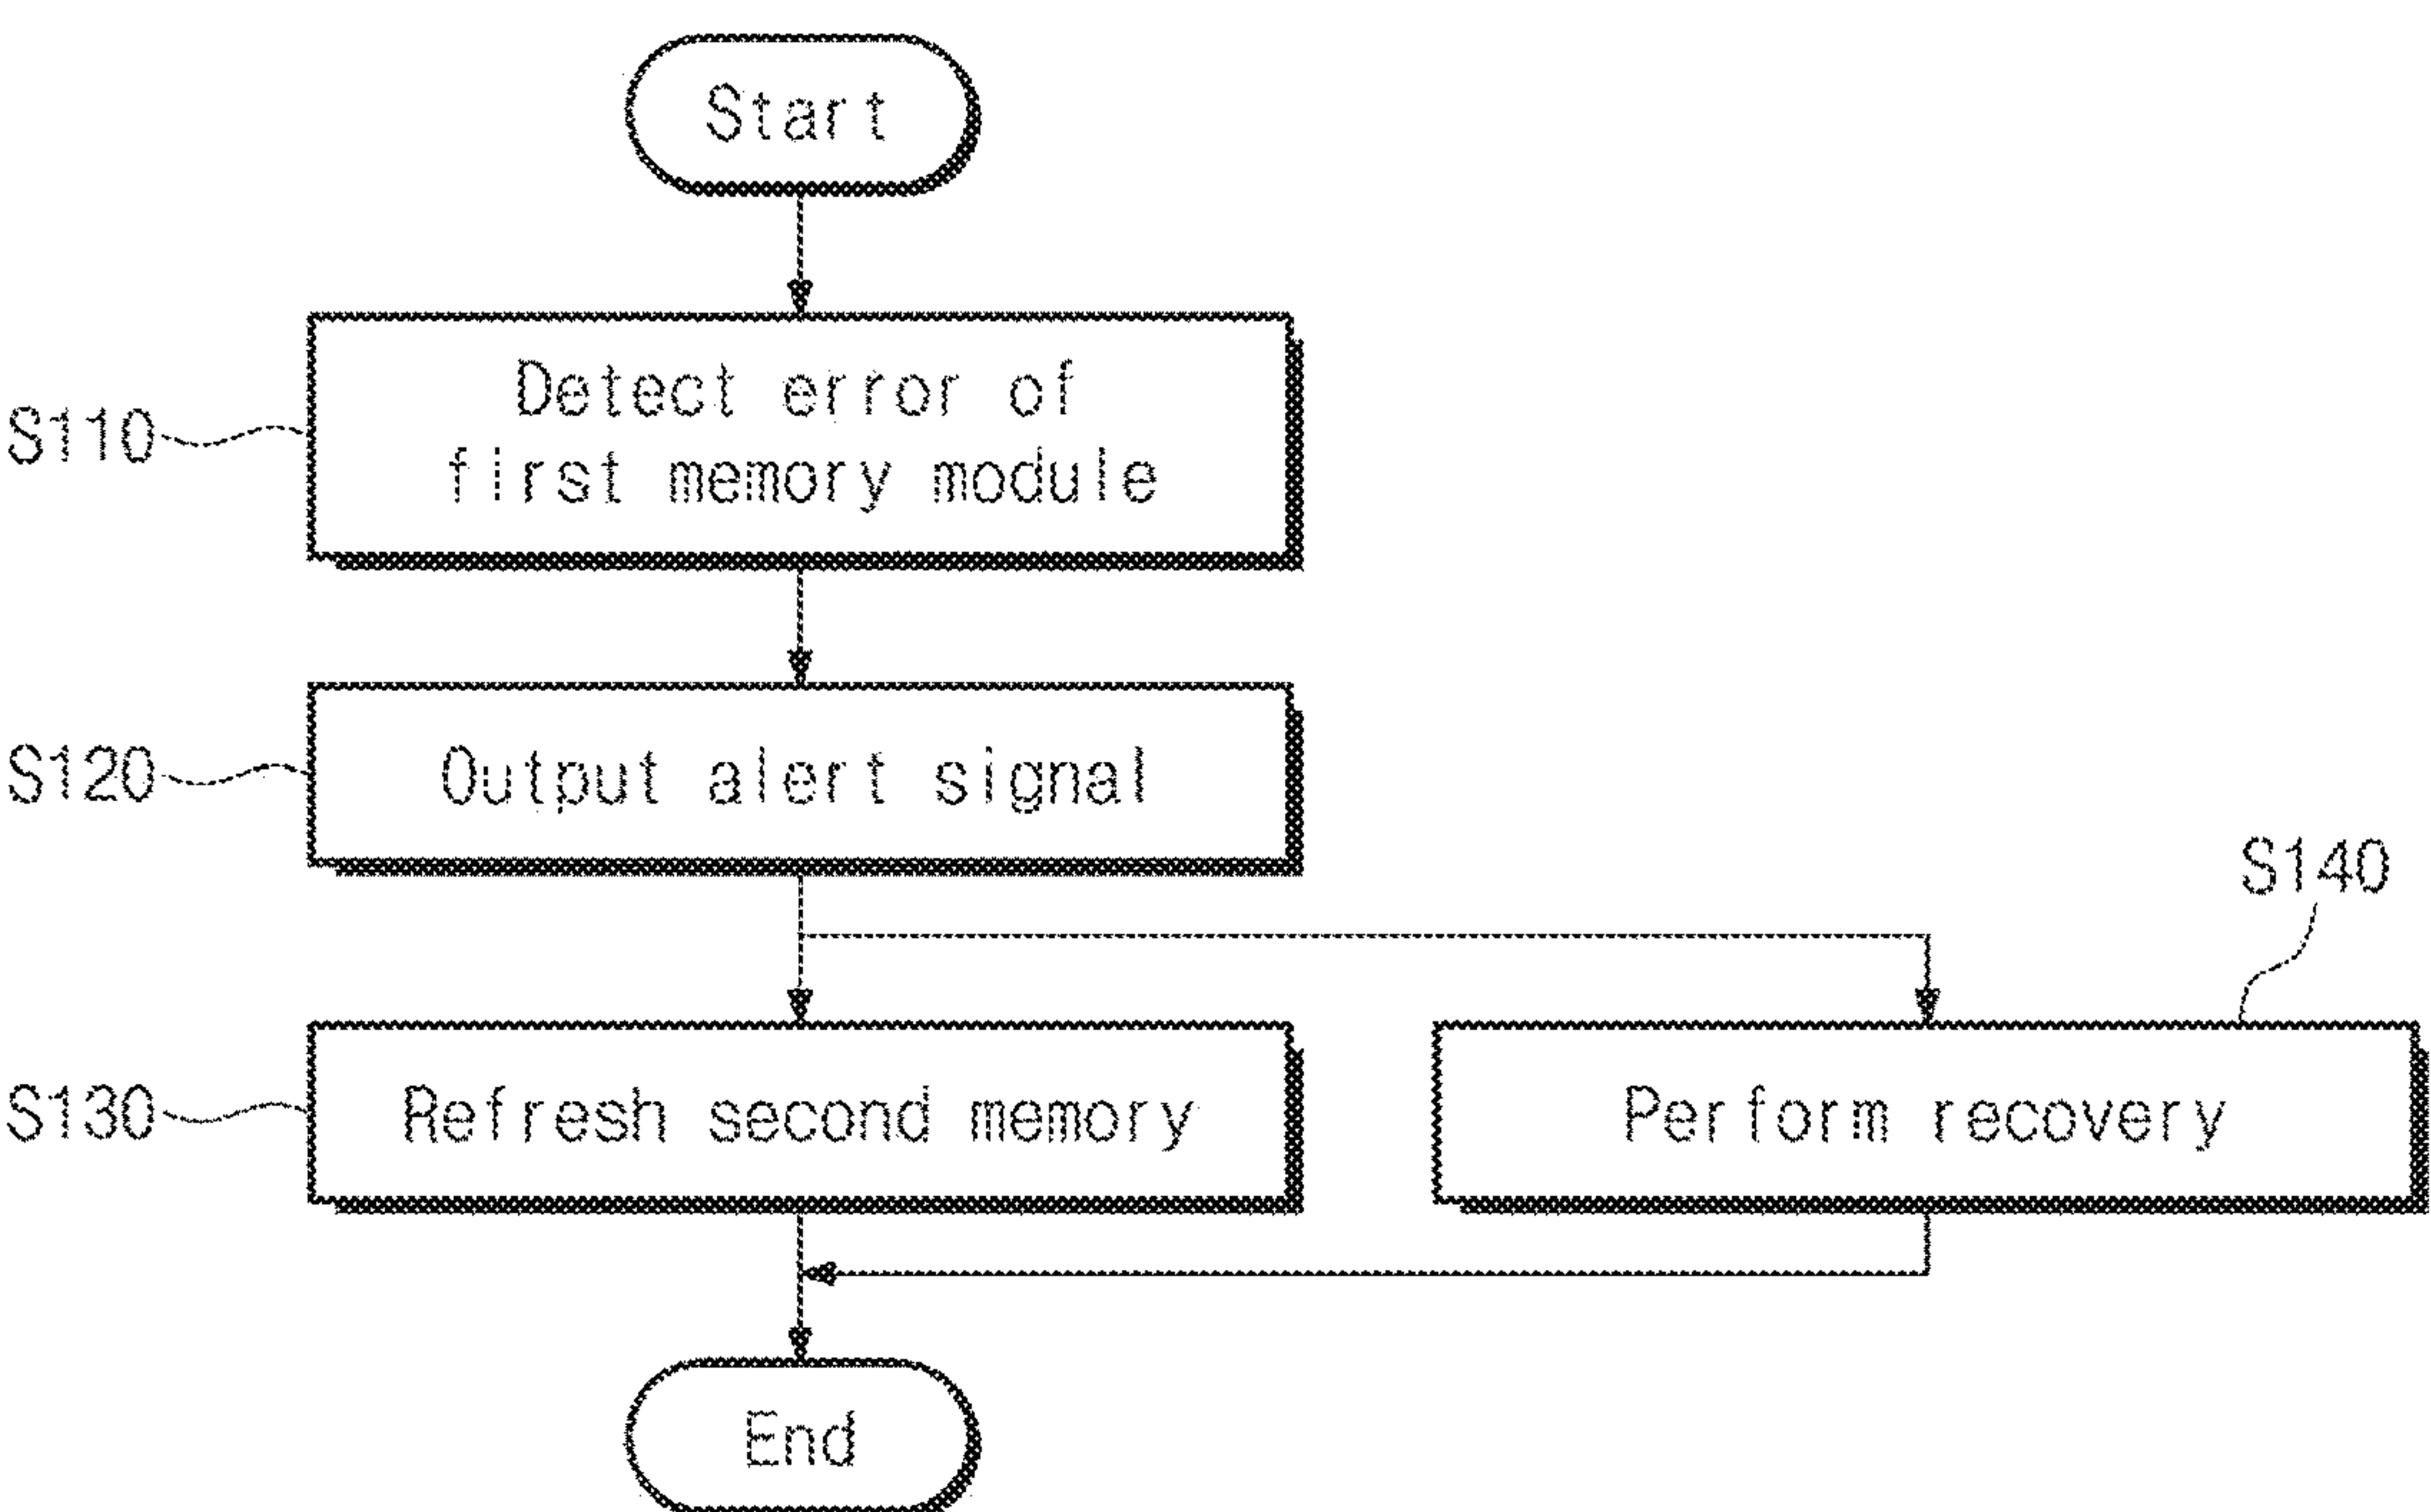 Start
S110
Detect error of
first memory module
S120
Output alert signal
S140
S130
Refresh second memory
Perform recovery
End